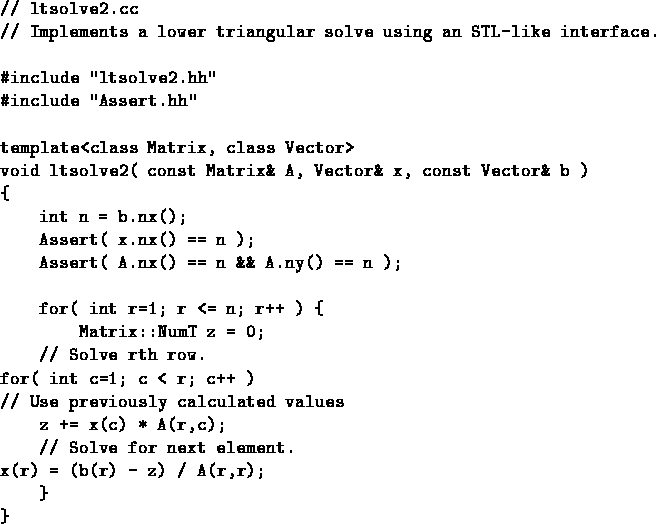 // ltsolve2.cc
// Implements a lower triangular solve using an STL-like interface.
#include "ltsolve2.hh"
#include "Assert.hh"
template<class Matrix, class Vector>
void ltsolve2( const Matrix& A, Vector& x, const Vector& b )
{
    int n = b.nx();
    Assert( x.nx() == n );
    Assert( A.nx() == n && A.ny() == n );
    for( int r=1; r <= n; r++ ) {
        Matrix::NumT z = 0;
    // Solve rth row.
for( int c=1; c < r; c++ )
// Use previously calculated values
    z += x(c) * A(r,c);
    // Solve for next element.
x(r) = (b(r) - z) / A(r,r);
    }
}